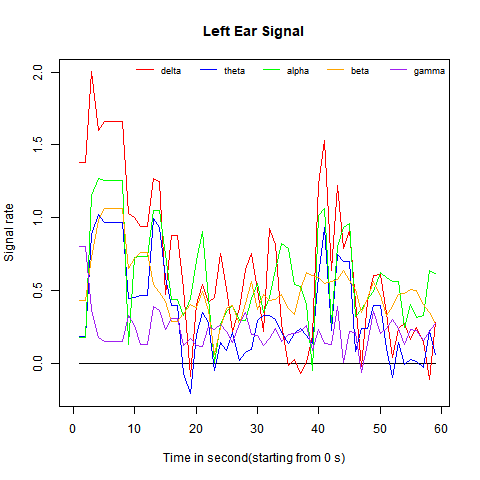 Left Ear Signal
delta theta alpha beta gamma
2.0
1.5
1.0
0.5
0.0
Signal rate
0 10 20 30 40 50 60
Time in second(starting from 0 s)